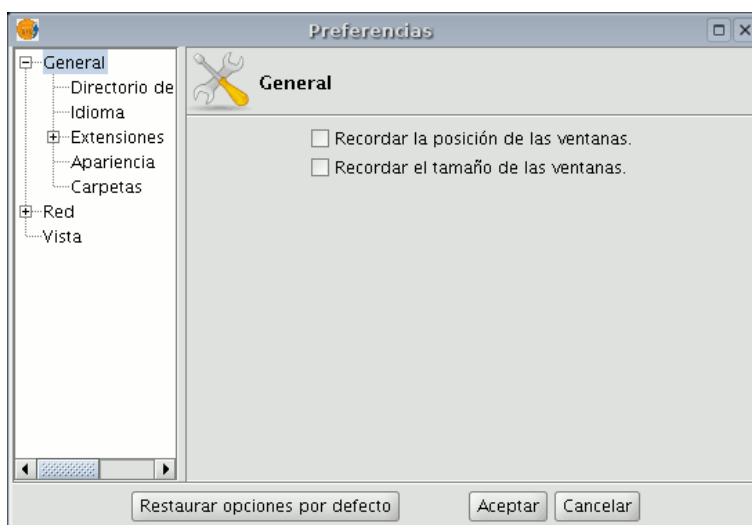 Preferencias
General
Directorio de
Idioma
Extensiones
Apariencia
Carpetas
Red
Vista
General
Recordar la posición de las ventanas.
Recordar el tamaño de las ventanas.
Restaurar opciones por defecto
Aceptar
Cancelar